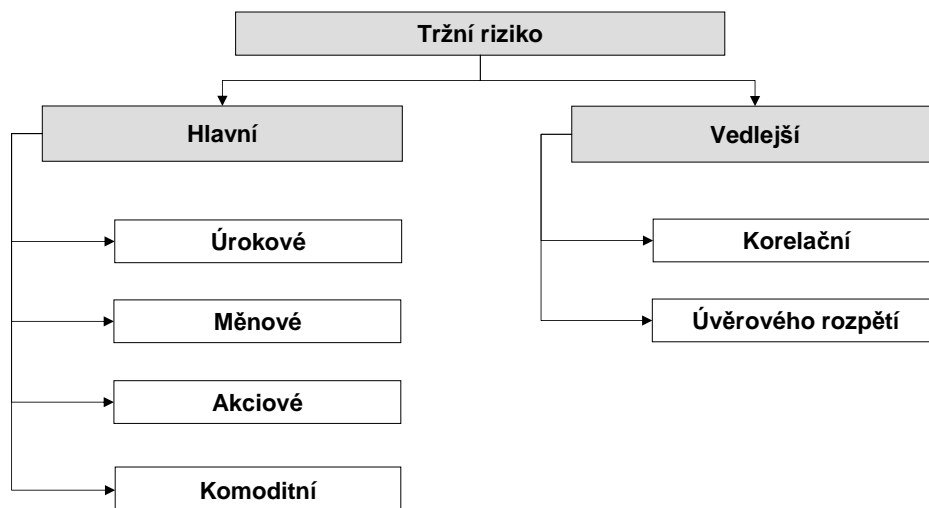 Tržní riziko
Hlavní
Vedlejší
Úrokové
Korelační
Měnové
Úvěrového rozpětí
Akciové
Komoditní